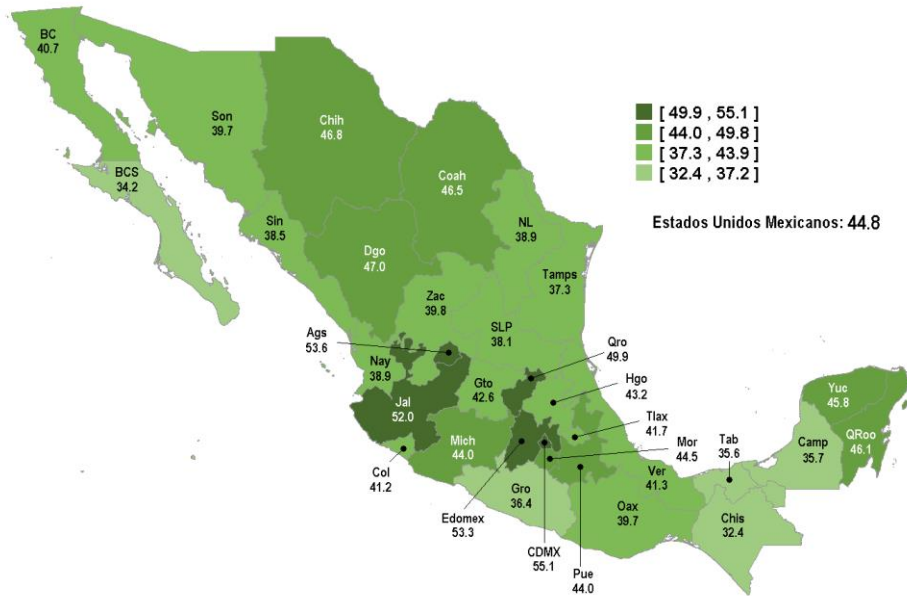 BC
40.7
Son
39.7
Chih
46.8
[ 49.9 , 55.1 ]
[ 44.0 , 49.8 ]
[ 37.3 , 43.9 ]
[ 32.4 , 37.2 ]
BCS
34.2
Coah
46.5
Estados Unidos Mexicanos: 44.8
Sin
38.5
NL
38.9
Dgo
47.0
Tamps
37.3
Zac
39.8
Ags
53.6
SLP
38.1
Qro
49.9
Nay
38.9
Gto
42.6
Hgo
43.2
Yuc
45.8
Jal
52.0
Tlax
41.7
Mich
44.0
Mor
44.5
Tab
35.6
Camp
35.7
QRoo
46.1
Col
41.2
Ver
41.3
Gro
36.4
Edomex
53.3
Oax
39.7
Chis
32.4
CDMX
55.1
Pue
44.0